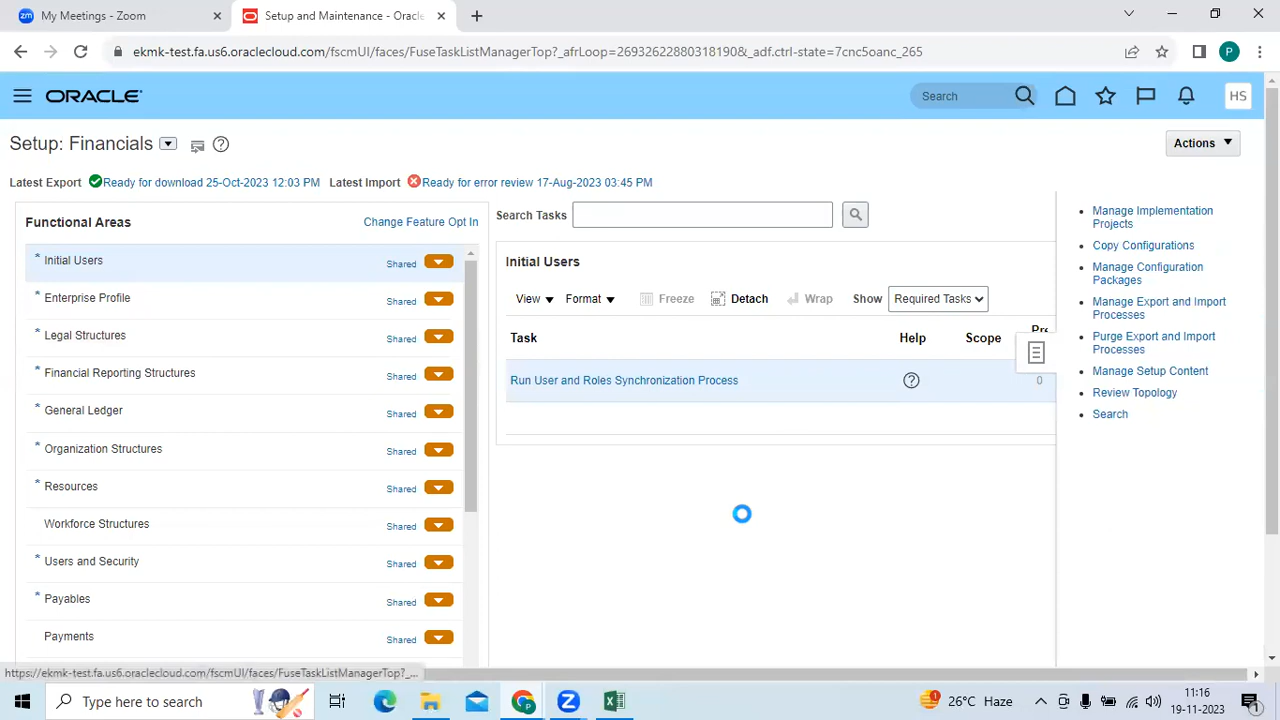 My Meetings - Zoom
Setup and Maintenance - Oracle
ekmk-test.fa.us6.oraclecloud.com/fscmUI/faces/FuseTaskListManagerTop?_afrLoop=269326228803181908&_adf.ctrl-state=7cnc5oanc_265
P
ORACLE
Search
HS
Setup: Financials
Actions
Latest Export Ready for download 25-Oct-2023 12:03 PM Latest Import Ready for error review 17-Aug-2023 03:45 PM
Functional Areas
Change Feature Opt In
* Initial Users Shared
* Enterprise Profile Shared
* Legal Structures Shared
* Financial Reporting Structures Shared
* General Ledger Shared
* Organization Structures Shared
* Resources Shared
Workforce Structures Shared
* Users and Security Shared
* Payables Shared
Payments Shared
Search Tasks
Initial Users
View Format Freeze Detach Wrap Show Required Tasks
Task Help Scope
Run User and Roles Synchronization Process ? 0
Manage Implementation
Projects
Copy Configurations
Manage Configuration
Packages
Manage Export and Import
Processes
Purge Export and Import
Processes
Manage Setup Content
Review Topology
Search
https://ekmk-test.fa.us6.oraclecloud.com/fscmUI/faces/FuseTaskListManagerTop?_...
Type here to search
26°C Haze
11:16
19-11-2023